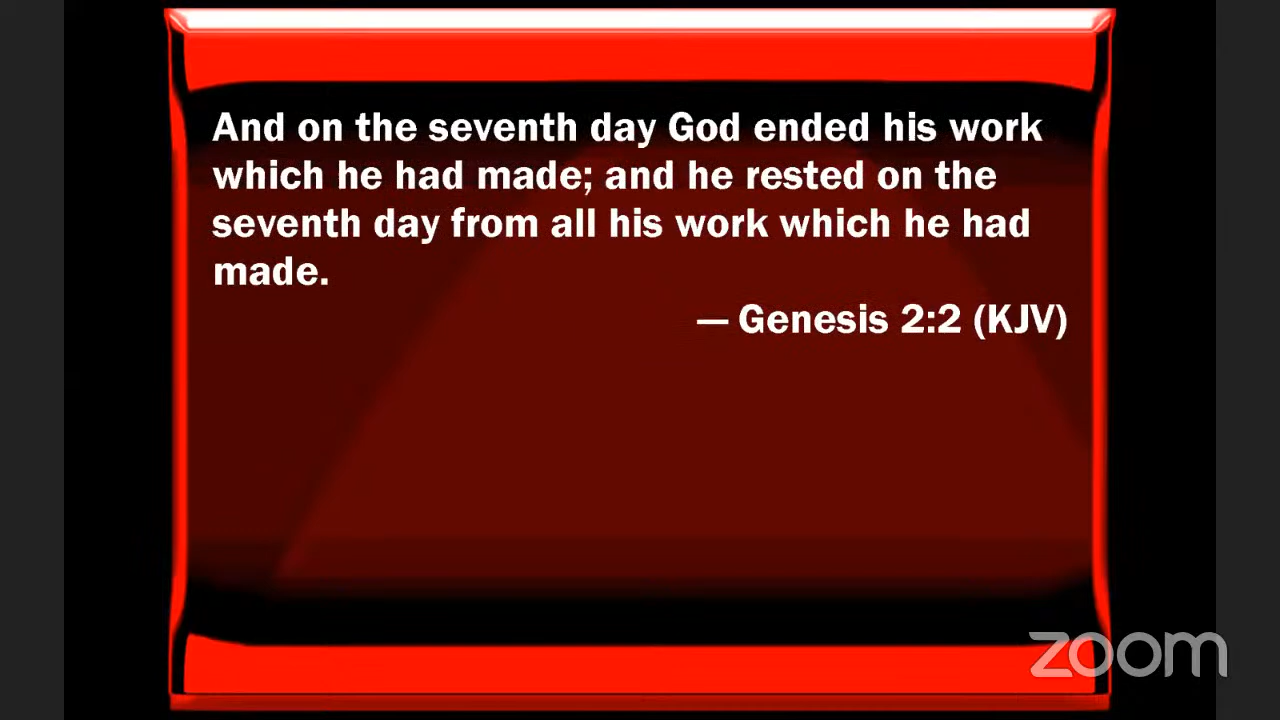 And on the seventh day God ended his work
which he had made; and he rested on the
seventh day from all his work which he had
made.
— Genesis 2:2 (KJV)
zoom